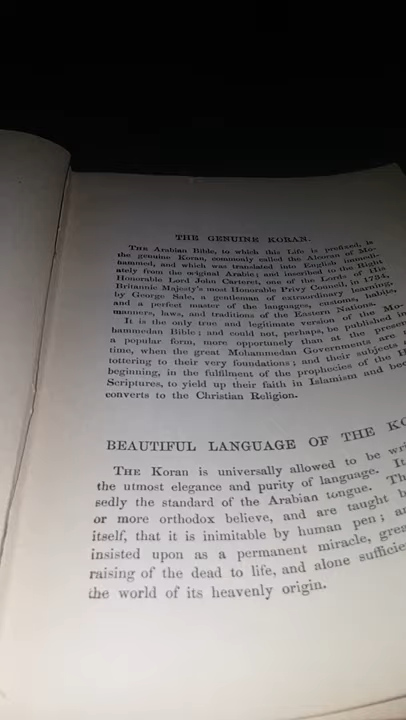 THE GENUINE KORAN.
THE Arabian Bible, to which this Life is prefixed, is
the genuine Koran, commonly called the Alcoran of Mo-
hammed, and which was translated into English immedi-
ately from the original Arabic; and inscribed to the Right
Honorable Lord John Carteret, one of the Lords of His
Britannic Majesty's most Honorable Privy Council, in 1734,
by George Sale, a gentleman of extraordinary learning,
and a perfect master of the languages, customs, habits,
manners, laws, and traditions of the Eastern Nations.
It is the only true and legitimate version of the Mo-
hammedan Bible; and could not, perhaps, be published in
a popular form, more opportunely than at the presen
time, when the great Mohammedan Governments are
tottering to their very foundations; and their subjects
beginning, in the fulfilment of the prophecies of the H
Scriptures, to yield up their faith in Islamism and bec
converts to the Christian Religion.
BEAUTIFUL LANGUAGE OF THE KO
THE Koran is universally allowed to be wri
the utmost elegance and purity of language. It
sedly the standard of the Arabian tongue. Th
or more orthodox believe, and are taught b
itself, that it is inimitable by human pen; a
insisted upon as a permanent miracle, grea
raising of the dead to life, and alone sufficie
the world of its heavenly origin.